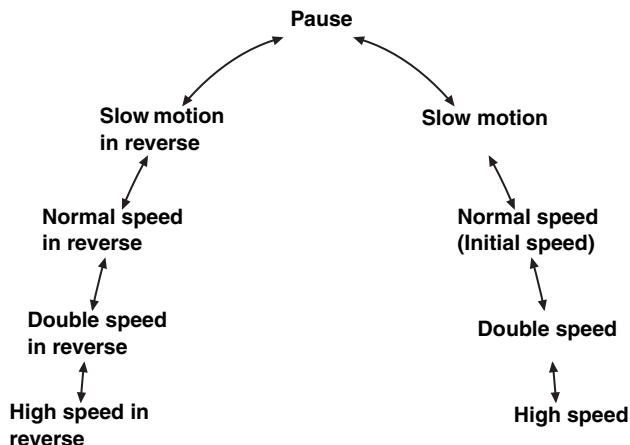 Pause
Slow motion
in reverse
Slow motion
Normal speed
in reverse
Normal speed
(Initial speed)
Double speed
in reverse
Double speed
High speed in
reverse
High speed